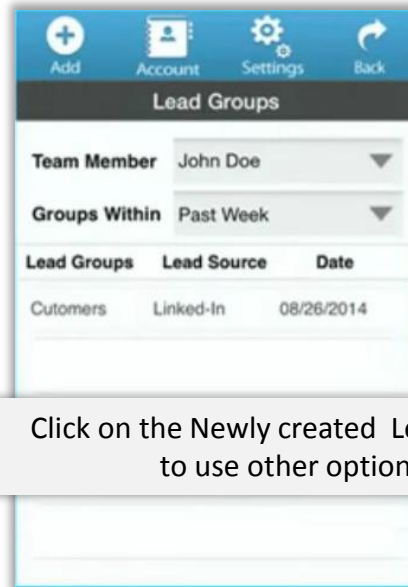 Add Account Settings Back
Lead Groups
Team Member John Doe
Groups Within Past Week
Lead Groups Lead Source Date
Cutomers Linked-In 08/26/2014
Click on the Newly created
to use other option